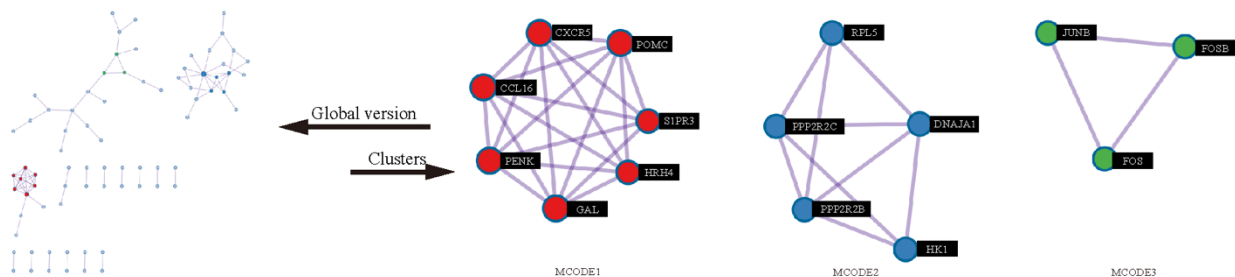 Global version
Clusters
CXCR5
POMC
CCL16
S1PR3
PENK
HRH4
GAL
MCODE1
RPL5
PPP2R2C
DNAJA1
PPP2R2B
HK1
MCODE2
JUNB
FOSB
FOS
MCODE3